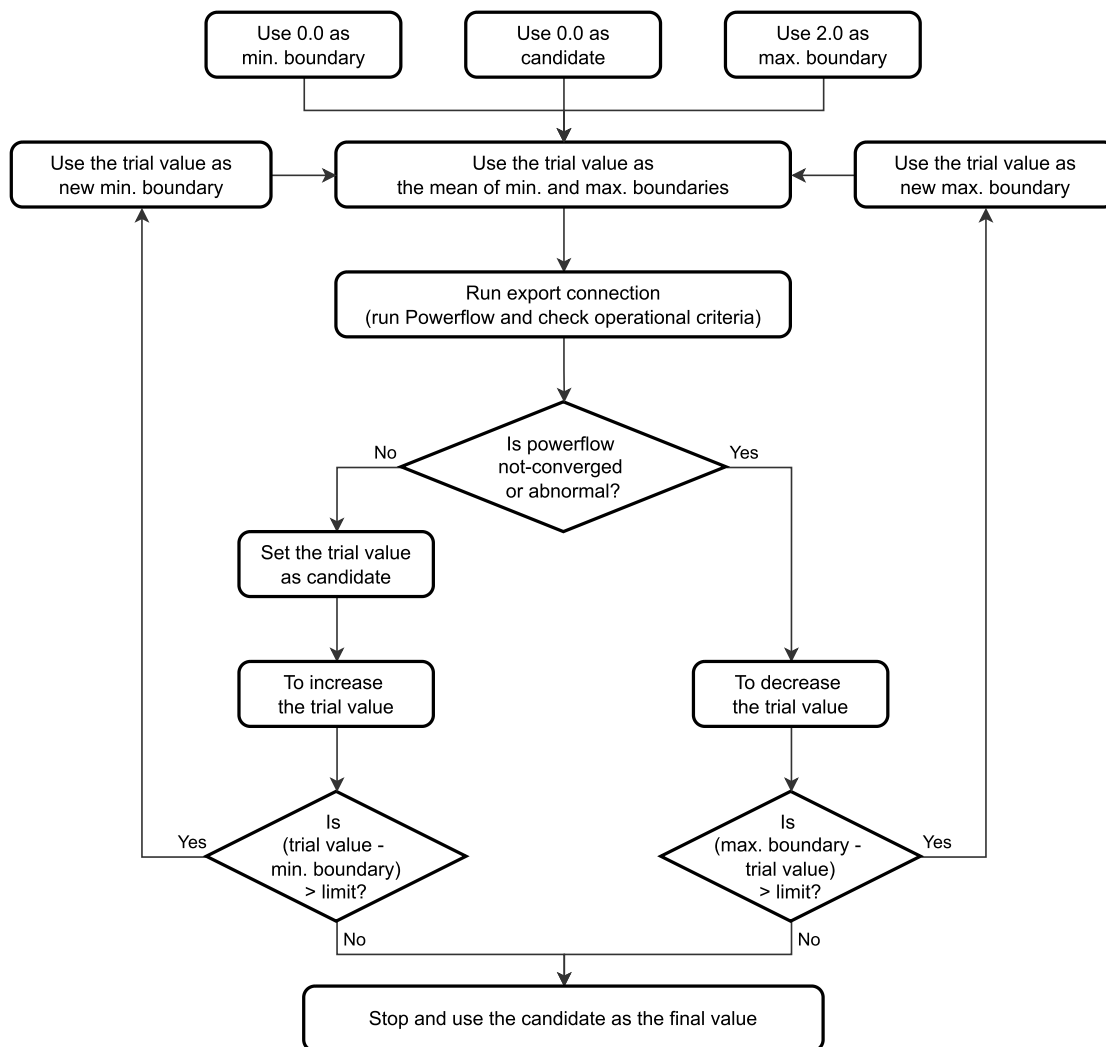 Use 0.0 as
min. boundary
Use 0.0 as
candidate
Use 2.0 as
max. boundary
Use the trial value as
new min. boundary
Use the trial value as
the mean of min. and max. boundaries
Use the trial value as
new max. boundary
Run export connection
(run Powerflow and check operational criteria)
Is powerflow
not-converged
or abnormal?
No
Yes
Set the trial value
as candidate
To increase
the trial value
To decrease
the trial value
Is
(trial value -
min. boundary)
> limit?
Yes
No
Is
(max. boundary -
trial value)
> limit?
Yes
No
Stop and use the candidate as the final value